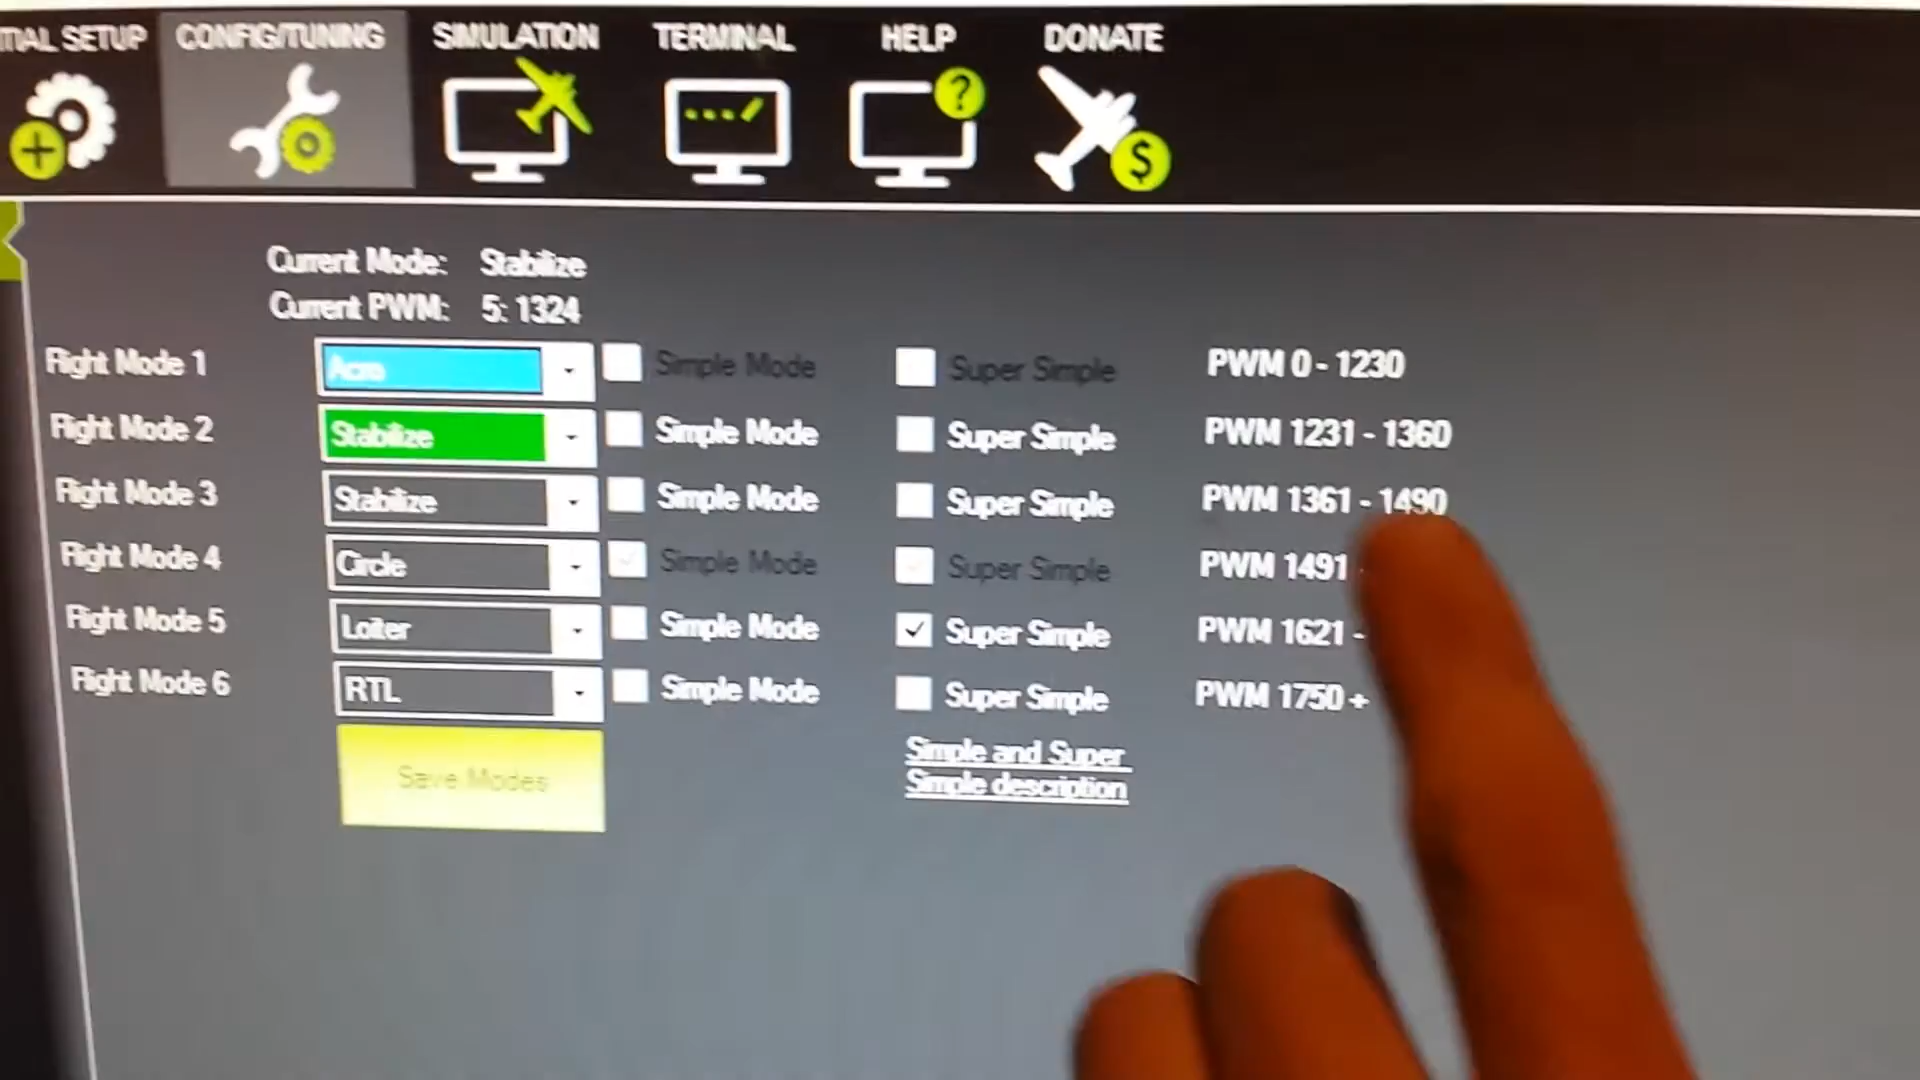 TIAL SETUP CONFIG/TUNING SIMULATION TERMINAL HELP DONATE
Current Mode: Stabilize
Current PWM: 5: 1324
Flight Mode 1 Acro Simple Mode Super Simple PWM 0 - 1230
Flight Mode 2 Stabilize Simple Mode Super Simple PWM 1231 - 1360
Flight Mode 3 Stabilize Simple Mode Super Simple PWM 1361 - 1490
Flight Mode 4 Circle Simple Mode Super Simple PWM 1491 -
Flight Mode 5 Loiter Simple Mode Super Simple PWM 1621 -
Flight Mode 6 RTL Simple Mode Super Simple PWM 1750 +
Save Modes
Simple and Super
Simple description